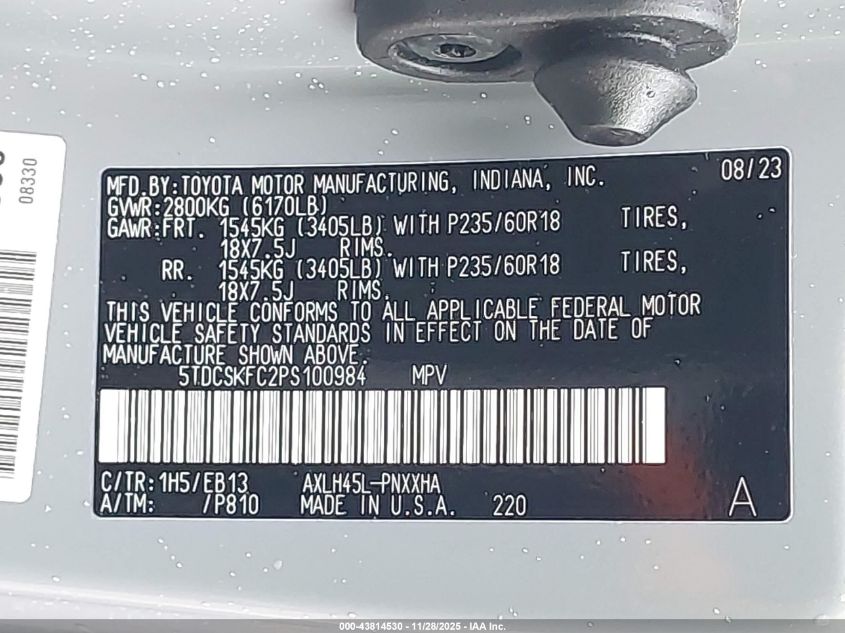 08330
MFD.BY:TOYOTA MOTOR MANUFACTURING, INDIANA, INC. 08/23
GVWR:2800KG (6170LB)
GAWR:FRT. 1545KG (3405LB) WITH P235/60R18 TIRES,
18X7.5J RIMS.
RR. 1545KG (3405LB) WITH P235/60R18 TIRES,
18X7.5J RIMS.
THIS VEHICLE CONFORMS TO ALL APPLICABLE FEDERAL MOTOR
VEHICLE SAFETY STANDARDS IN EFFECT ON THE DATE OF
MANUFACTURE SHOWN ABOVE.
5TDCSKFC2PS100984 MPV
C/TR:1H5/EB13 AXLH45L-PNXXHA
A/TM: /P810 MADE IN U.S.A. 220 A
000-43814530 - 11/28/2025 - IAA Inc.